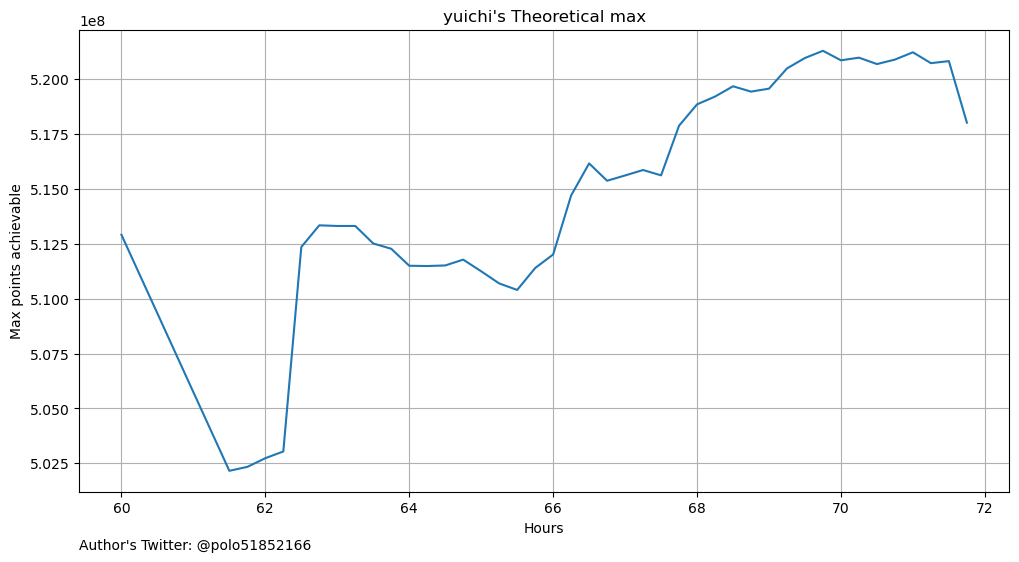 yuichi's Theoretical max
1e8
5.200
5.175
5.150
5.125
5.100
5.075
5.050
5.025
Max points achievable
60 62 64 66 68 70 72
Hours
Author's Twitter: @polo51852166